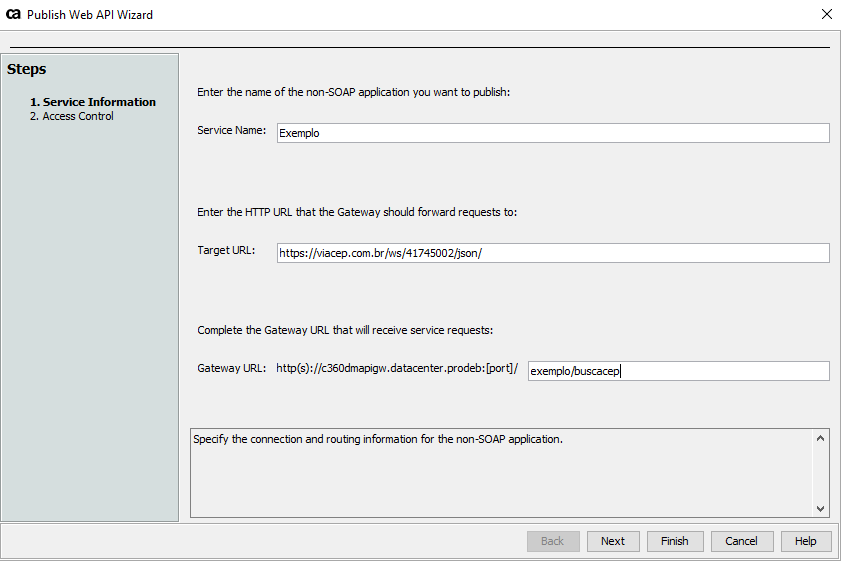 ca Publish Web API Wizard
Steps
1. Service Information
2. Access Control
Enter the name of the non-SOAP application you want to publish:
Service Name: Exemplo
Enter the HTTP URL that the Gateway should forward requests to:
Target URL: https://viacep.com.br/ws/41745002/json/
Complete the Gateway URL that will receive service requests:
Gateway URL: http(s)://c360dmapigw.datacenter.prodeb:[port]/ exemplo/buscacep
Specify the connection and routing information for the non-SOAP application.
Back Next Finish Cancel Help